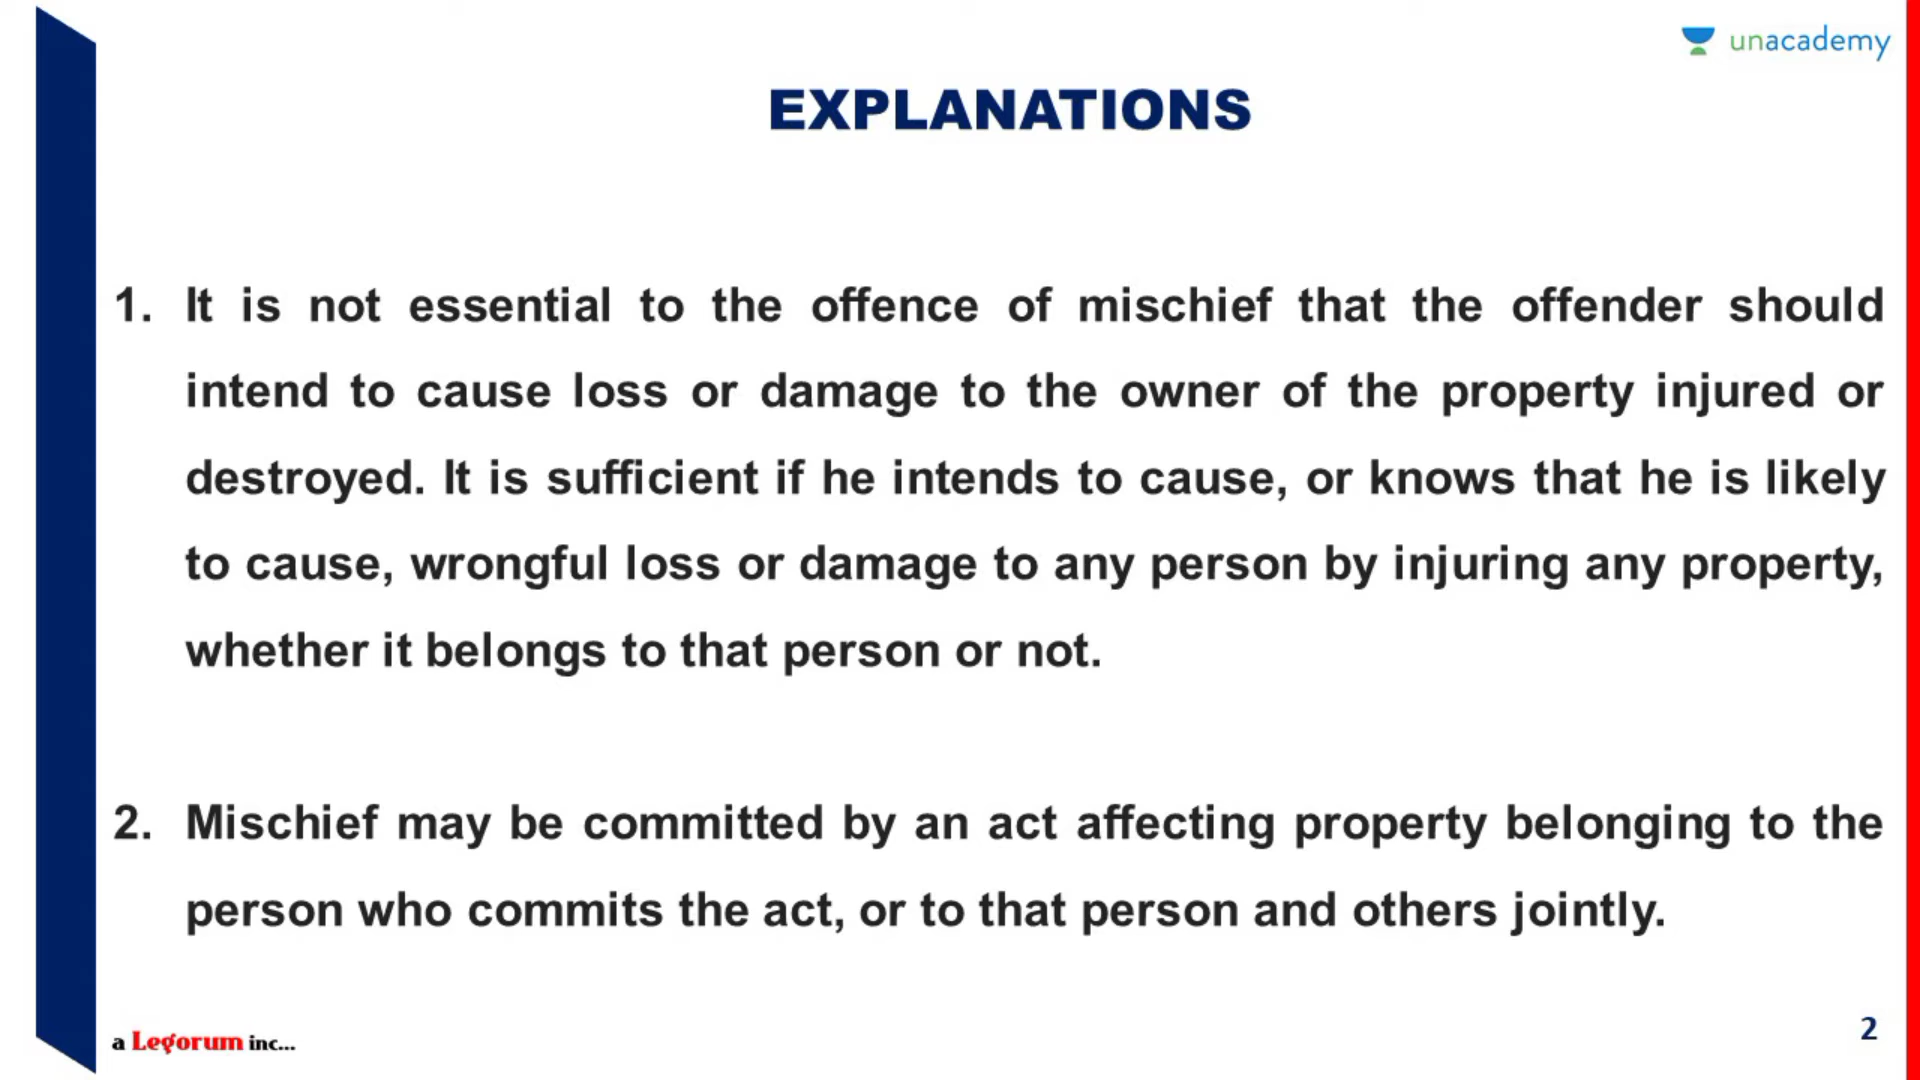 unacademy
EXPLANATIONS
1. It is not essential to the offence of mischief that the offender should
intend to cause loss or damage to the owner of the property injured or
destroyed. It is sufficient if he intends to cause, or knows that he is likely
to cause, wrongful loss or damage to any person by injuring any property,
whether it belongs to that person or not.
2. Mischief may be committed by an act affecting property belonging to the
person who commits the act, or to that person and others jointly.
a Legorum inc...
2